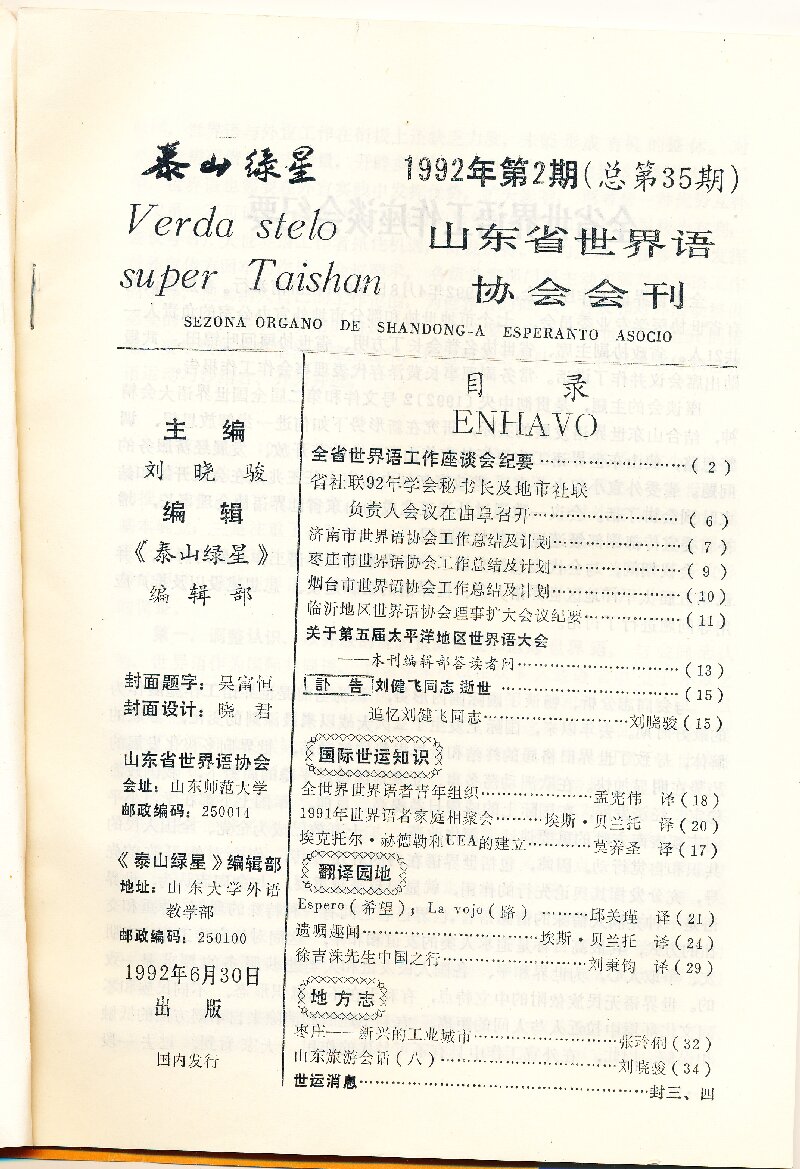 泰山绿星
1992年第2期(总第35期)
Verda stelo
super Taishan
山东省世界语
协会会刊
SEZONA ORGANO DE SHANDONG-A ESPERANTO ASOCIO
主编
刘晓骏
编辑
《泰山绿星》
编辑部
封面题字：吴富恒
封面设计：晓君
山东省世界语协会
会址：山东师范大学
邮政编码：250014
《泰山绿星》编辑部
地址：山东大学外语
教学部
邮政编码：250100
1992年6月30日
出版
国内发行
目录
ENHAVO
全省世界语工作座谈会纪要…………………(2)
省社联92年学会秘书长及地市社联
负责人会议在曲阜召开…………………(6)
济南市世界语协会工作总结及计划………………(7)
枣庄市世界语协会工作总结及计划………………(9)
烟台市世界语协会工作总结及计划………………(10)
临沂地区世界语协会理事扩大会议纪要…………(11)
关于第五届太平洋地区世界语大会
——本刊编辑部答读者问…………………(13)
讣告 刘健飞同志逝世…………………(15)
追忆刘健飞同志…………………刘晓骏(15)
国际世运知识
全世界世界语者青年组织…………孟宪伟 译(18)
1991年世界语者家庭相聚会………埃斯·贝兰托 译(20)
埃克托尔·赫德勒和UEA的建立………莫养圣 译(17)
翻译园地
Espero(希望)；La vojo(路)………邱美瑾 译(21)
遗嘱趣闻…………………埃斯·贝兰托 译(24)
徐吉洙先生中国之行…………………刘秉钧 译(29)
地方志
枣庄——新兴的工业城市…………………张玲俐(32)
山东旅游会话(八)…………………刘晓骏(34)
世运消息…………………封三、四